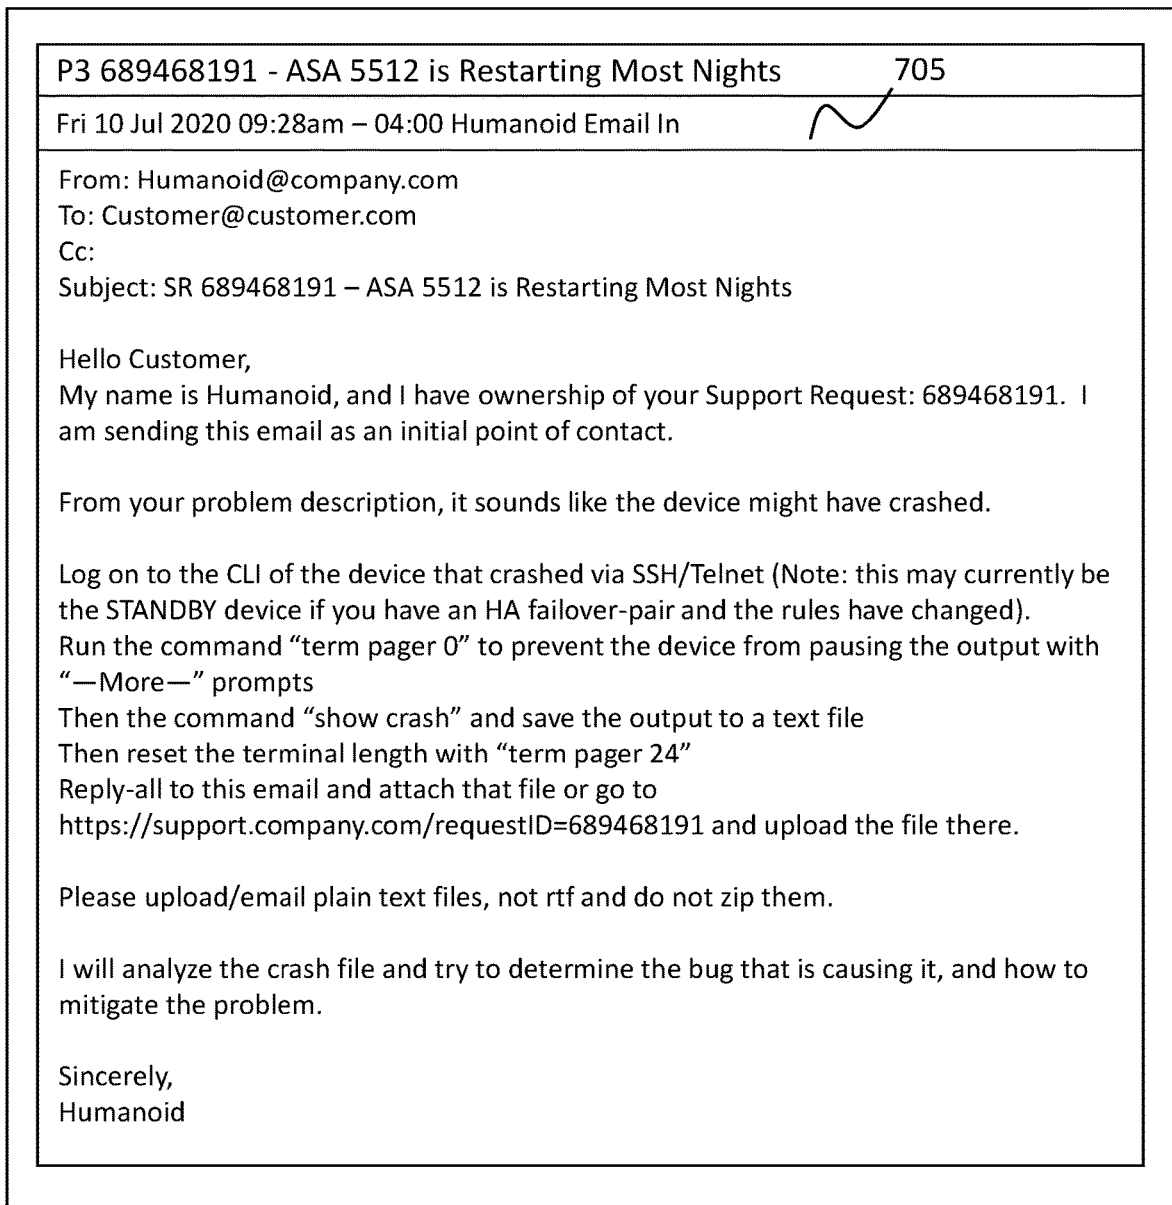 P3 689468191 - ASA 5512 is Restarting Most Nights
705
Fri 10 Jul 2020 09:28am – 04:00 Humanoid Email In
From: Humanoid@company.com
To: Customer@customer.com
Cc:
Subject: SR 689468191 – ASA 5512 is Restarting Most Nights
Hello Customer,
My name is Humanoid, and I have ownership of your Support Request: 689468191.  I
am sending this email as an initial point of contact.
From your problem description, it sounds like the device might have crashed.
Log on to the CLI of the device that crashed via SSH/Telnet (Note: this may currently be
the STANDBY device if you have an HA failover-pair and the rules have changed).
Run the command “term pager 0” to prevent the device from pausing the output with
“—More—” prompts
Then the command “show crash” and save the output to a text file
Then reset the terminal length with “term pager 24”
Reply-all to this email and attach that file or go to
https://support.company.com/requestID=689468191 and upload the file there.
Please upload/email plain text files, not rtf and do not zip them.
I will analyze the crash file and try to determine the bug that is causing it, and how to
mitigate the problem.
Sincerely,
Humanoid